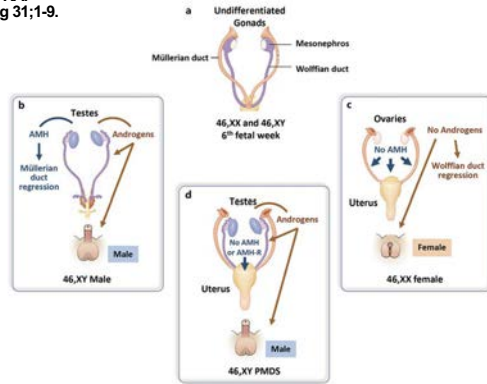 g 31;1-9.
a
Undifferentiated
Gonads
Müllerian duct
Mesonephros
Wolffian duct
46,XX and 46,XY
6th fetal week
b
Testes
AMH
Androgens
Müllerian
duct
regression
Male
46,XY Male
c
Ovaries
No Androgens
No AMH
Wolffian duct
regression
Uterus
Female
46,XX female
d
Testes
Androgens
No AMH
or AMH-R
Uterus
Male
46,XY PMDS